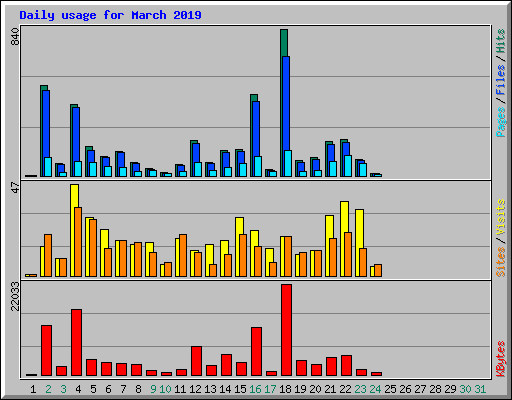 Daily usage for March 2019
840
Pages / Files / Hits
47
Sites / Visits
22033
KBytes
1 2 3 4 5 6 7 8 9 10 11 12 13 14 15 16 17 18 19 20 21 22 23 24 25 26 27 28 29 30 31